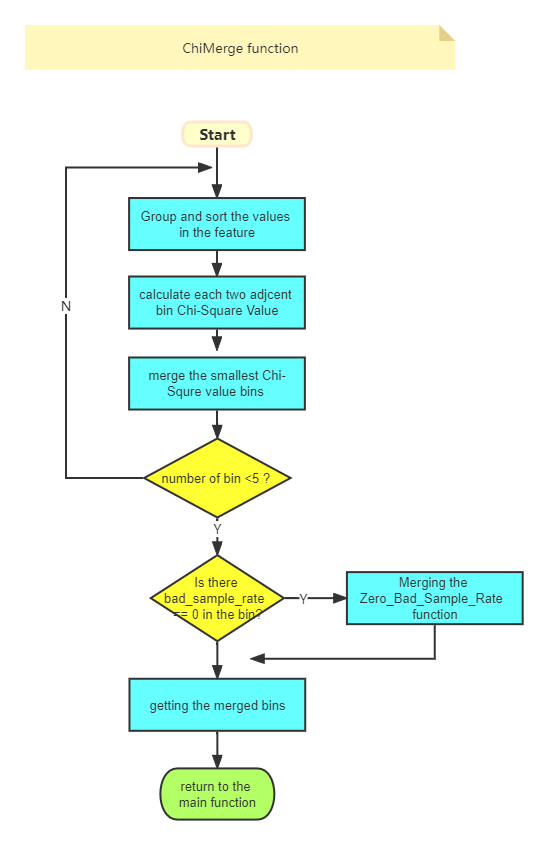 ChiMerge function
Start
Group and sort the values
in the feature
calculate each two adjcent
bin Chi-Square Value
N
merge the smallest Chi-
Squre value bins
number of bin <5 ?
Y
Is there
bad_sample_rate
== 0 in the bin?
Y
Merging the
Zero_Bad_Sample_Rate
function
getting the merged bins
return to the
main function